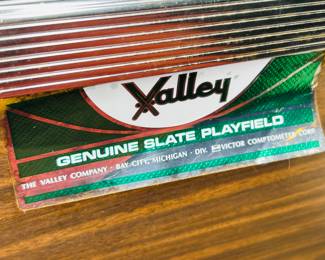 Valley
GENUINE SLATE PLAYFIELD
THE VALLEY COMPANY · BAY CITY, MICHIGAN · DIV. VICTOR COMPTOMETER CORP.